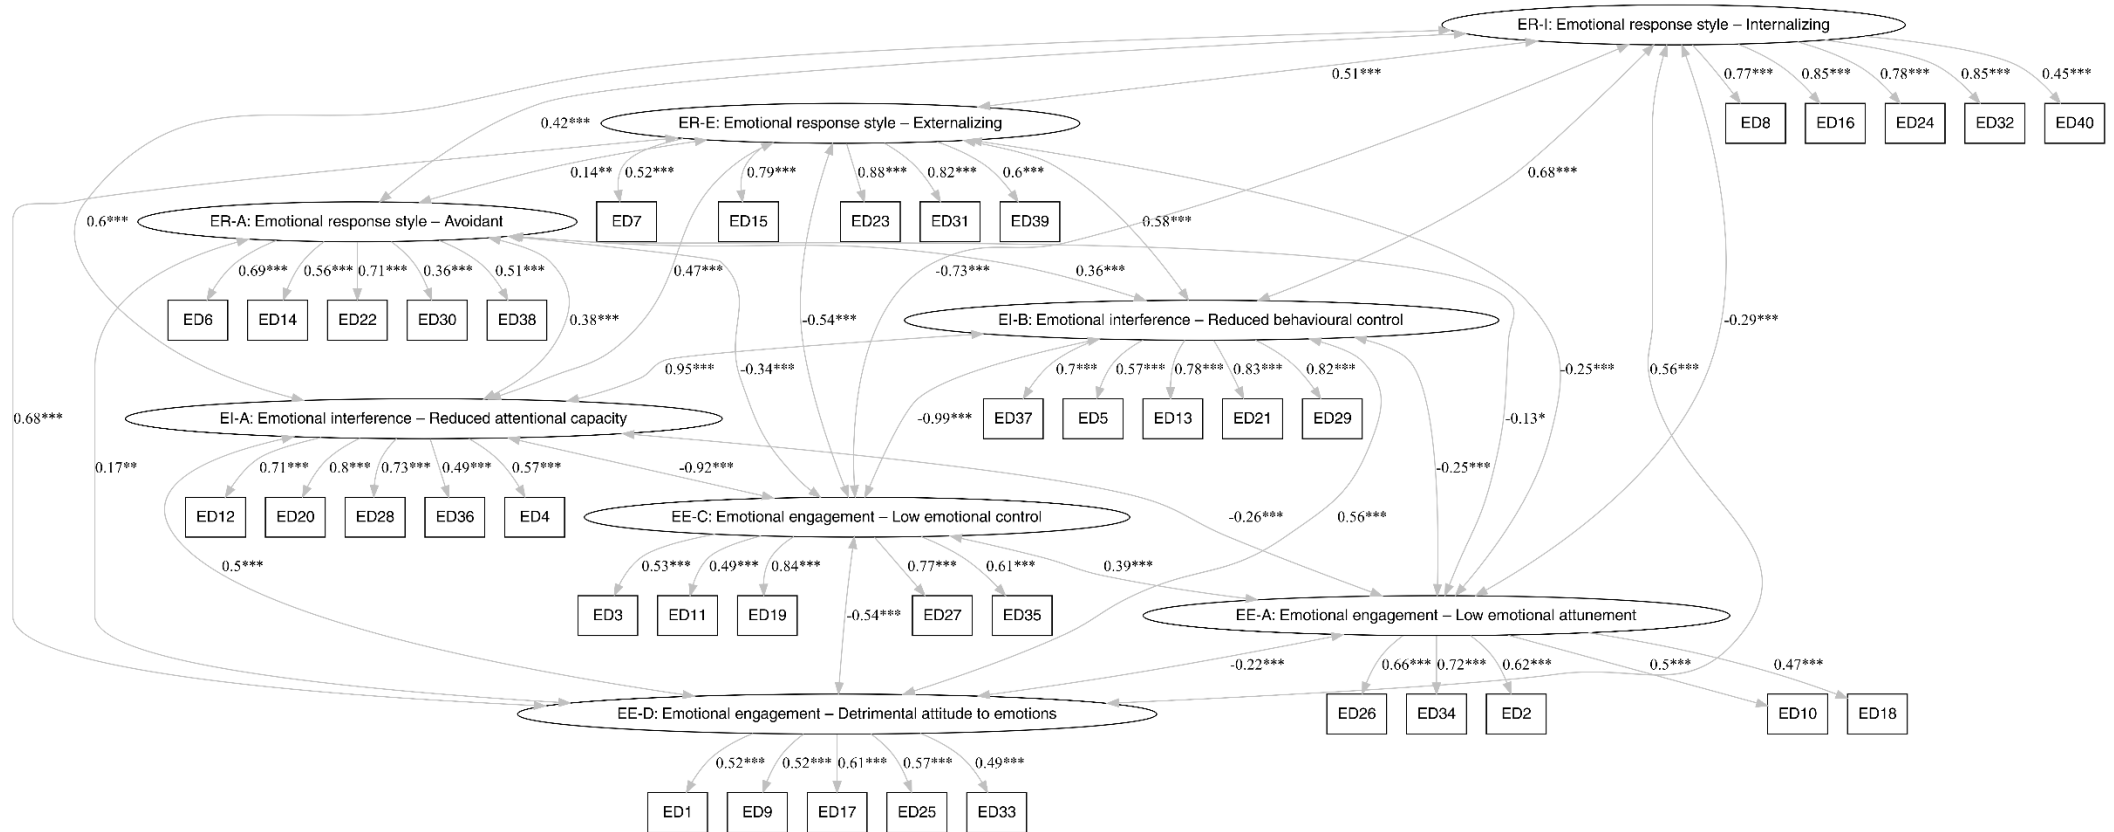 ER-I: Emotional response style – Internalizing
0.51***
0.77***
0.85***
0.78***
0.85***
0.45***
0.42***
ER-E: Emotional response style – Externalizing
ED8
ED16
ED24
ED32
ED40
0.14**
0.52***
0.79***
0.88***
0.82***
0.6***
0.68***
0.6***
ER-A: Emotional response style – Avoidant
ED7
ED15
ED23
ED31
ED39
0.58***
0.69***
0.56***
0.71***
0.36***
0.51***
0.47***
-0.73***
0.36***
ED6
ED14
ED22
ED30
ED38
0.38***
-0.54***
EI-B: Emotional interference – Reduced behavioural control
-0.29***
0.95***
-0.34***
0.7***
0.57***
0.78***
0.83***
0.82***
-0.25***
0.56***
0.68***
EI-A: Emotional interference – Reduced attentional capacity
-0.99***
ED37
ED5
ED13
ED21
ED29
-0.13*
0.17**
0.71***
0.8***
0.73***
0.49***
0.57***
-0.92***
-0.25***
ED12
ED20
ED28
ED36
ED4
EE-C: Emotional engagement – Low emotional control
-0.26***
0.56***
0.5***
0.53***
0.49***
0.84***
0.77***
0.61***
0.39***
ED3
ED11
ED19
-0.54***
ED27
ED35
EE-A: Emotional engagement – Low emotional attunement
-0.22***
0.66***
0.72***
0.62***
0.5***
0.47***
EE-D: Emotional engagement – Detrimental attitude to emotions
ED26
ED34
ED2
ED10
ED18
0.52***
0.52***
0.61***
0.57***
0.49***
ED1
ED9
ED17
ED25
ED33